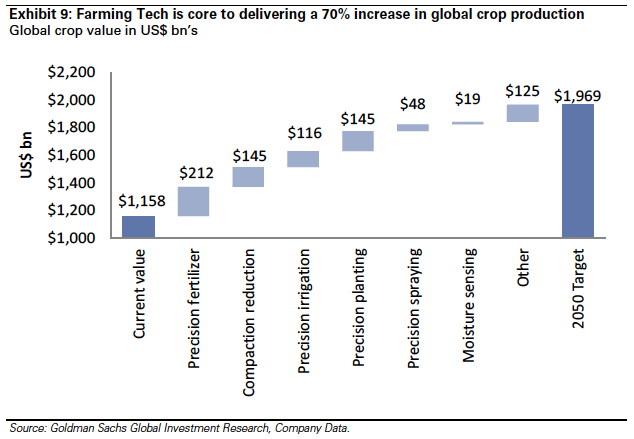 Exhibit 9: Farming Tech is core to delivering a 70% increase in global crop production
Global crop value in US$ bn's
US$ bn
$2,200
$2,000
$1,800
$1,600
$1,400
$1,200
$1,000
$1,158
$212
$145
$116
$145
$48
$19
$125
$1,969
Current value
Precision fertilizer
Compaction reduction
Precision irrigation
Precision planting
Precision spraying
Moisture sensing
Other
2050 Target
Source: Goldman Sachs Global Investment Research, Company Data.